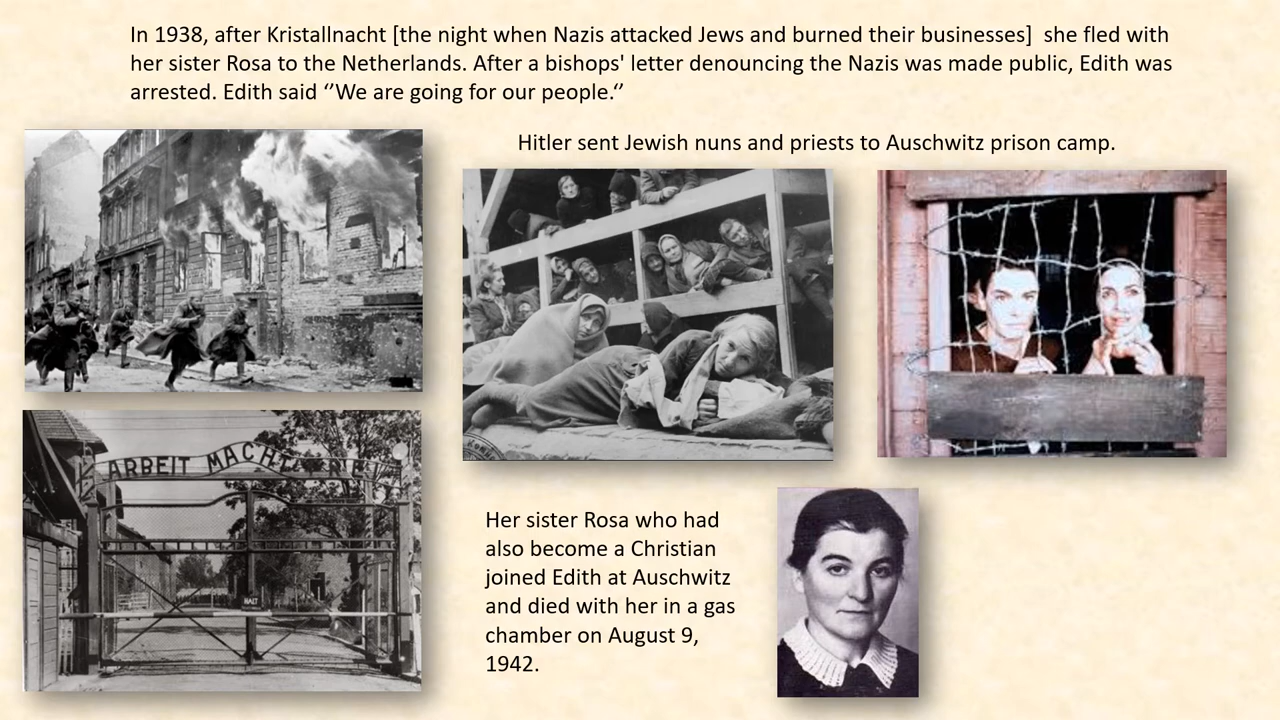 In 1938, after Kristallnacht [the night when Nazis attacked Jews and burned their businesses]  she fled with
her sister Rosa to the Netherlands. After a bishops' letter denouncing the Nazis was made public, Edith was
arrested. Edith said ‘’We are going for our people.‘’
Hitler sent Jewish nuns and priests to Auschwitz prison camp.
ARBEIT MACHT FREI
HALT
Her sister Rosa who had
also become a Christian
joined Edith at Auschwitz
and died with her in a gas
chamber on August 9,
1942.